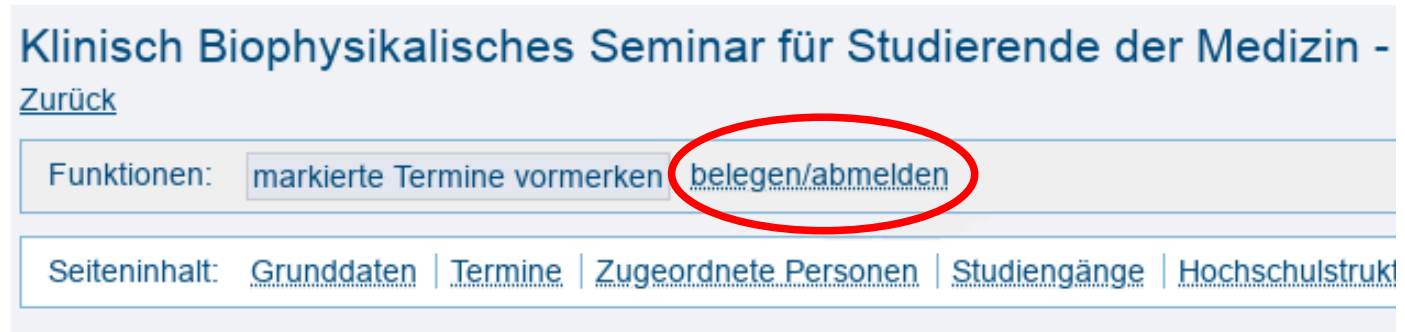 Klinisch Biophysikalisches Seminar für Studierende der Medizin -
Zurück
Funktionen: markierte Termine vormerken belegen/abmelden
Seiteninhalt: Grunddaten | Termine | Zugeordnete Personen | Studiengänge | Hochschulstrukt